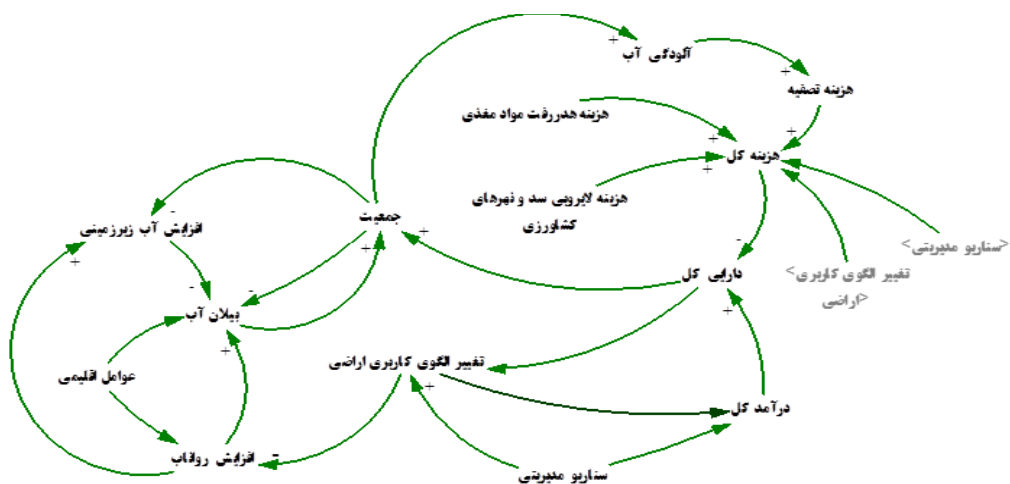 آلودگی آب
هزینه تصفیه
هزینه هدررفت مواد مغذی
هزینه کل
هزینه لایروبی سد و نهرهای
کشاورزی
جمعیت
افزایش آب زیرزمینی
<سناریو مدیریتی>
<تغییر الگوی کاربری
اراضی>
دارایی کل
بیلان آب
تغییر الگوی کاربری اراضی
عوامل اقلیمی
درآمد کل
افزایش رواناب
سناریو مدیریتی